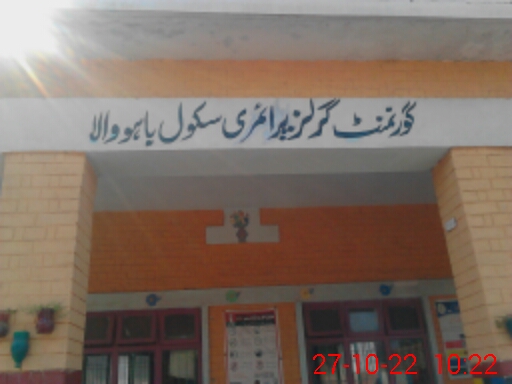 گورنمنٹ گرلز پرائمری سکول باہو والا
27-10-22 10:22